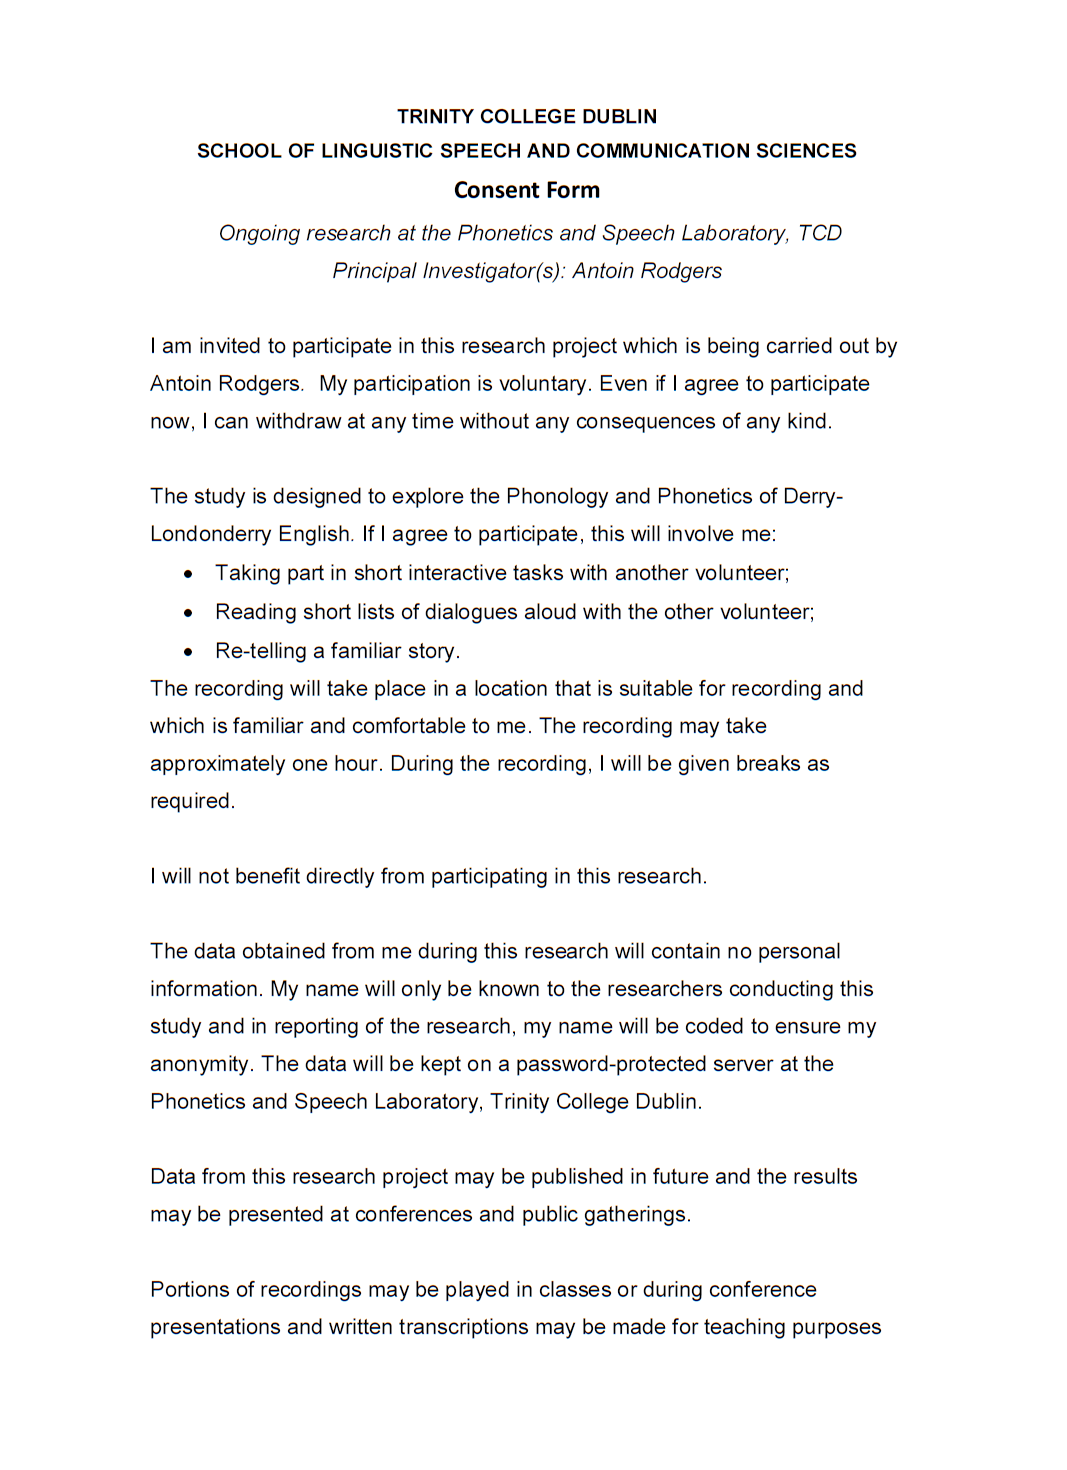 TRINITY COLLEGE DUBLIN
SCHOOL OF LINGUISTIC SPEECH AND COMMUNICATION SCIENCES
Consent Form
Ongoing research at the Phonetics and Speech Laboratory, TCD
Principal Investigator(s): Antoin Rodgers
I am invited to participate in this research project which is being carried out by
Antoin Rodgers.  My participation is voluntary. Even if I agree to participate
now, I can withdraw at any time without any consequences of any kind.
The study is designed to explore the Phonology and Phonetics of Derry-
Londonderry English. If I agree to participate, this will involve me:
• Taking part in short interactive tasks with another volunteer;
• Reading short lists of dialogues aloud with the other volunteer;
• Re-telling a familiar story.
The recording will take place in a location that is suitable for recording and
which is familiar and comfortable to me. The recording may take
approximately one hour. During the recording, I will be given breaks as
required.
I will not benefit directly from participating in this research.
The data obtained from me during this research will contain no personal
information. My name will only be known to the researchers conducting this
study and in reporting of the research, my name will be coded to ensure my
anonymity. The data will be kept on a password-protected server at the
Phonetics and Speech Laboratory, Trinity College Dublin.
Data from this research project may be published in future and the results
may be presented at conferences and public gatherings.
Portions of recordings may be played in classes or during conference
presentations and written transcriptions may be made for teaching purposes